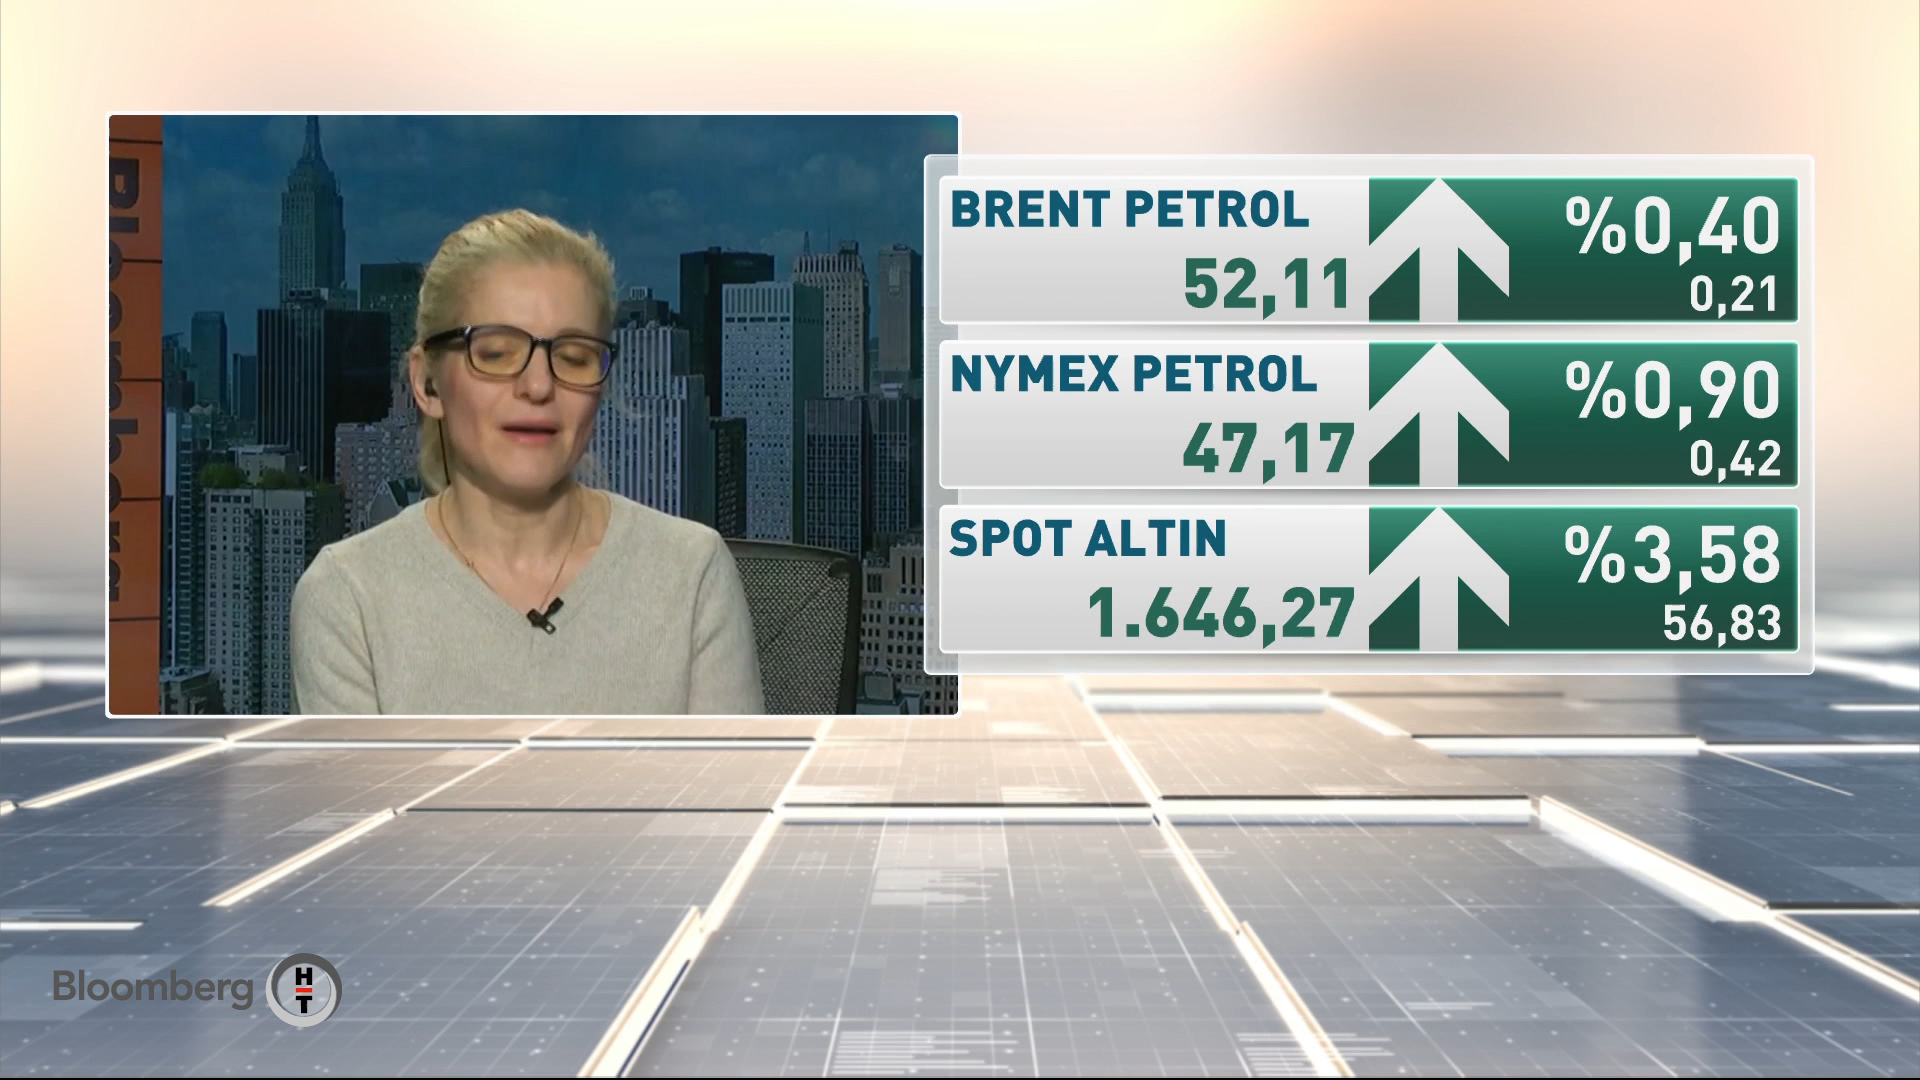 Bloomberg
BRENT PETROL
52,11
%0,40
0,21
NYMEX PETROL
47,17
%0,90
0,42
SPOT ALTIN
1.646,27
%3,58
56,83
Bloomberg
H
T